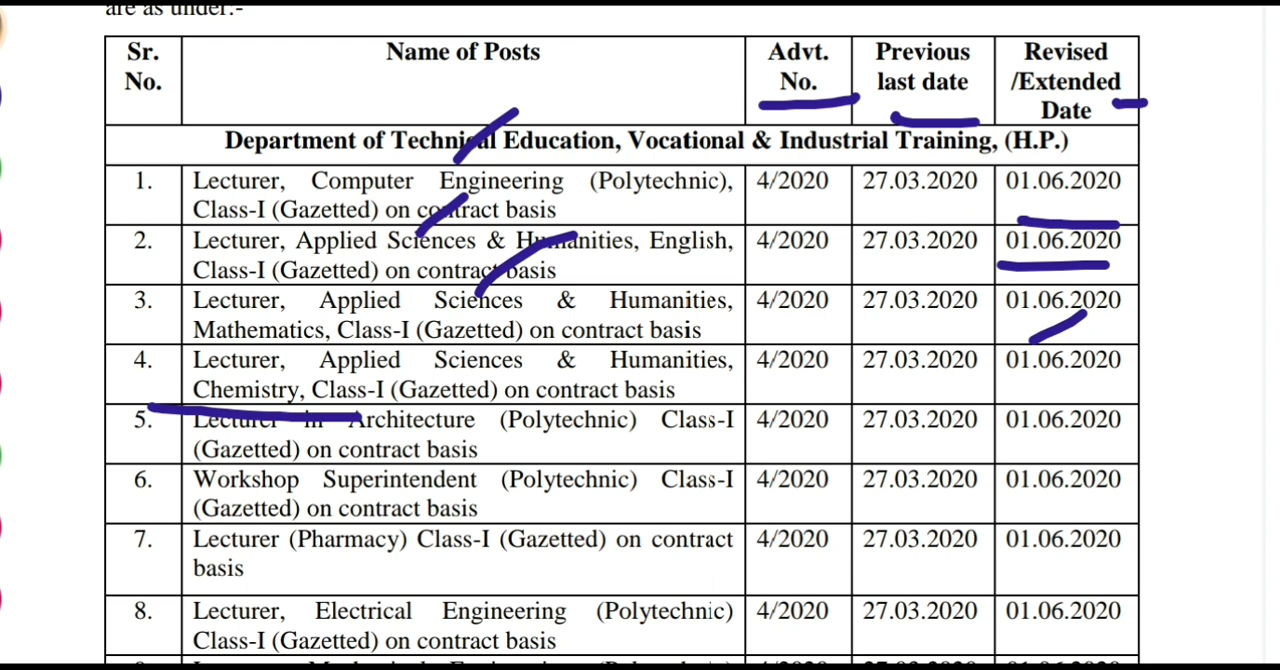 are as under:-
Sr. No.
Name of Posts
Advt. No.
Previous last date
Revised /Extended Date
Department of Technical Education, Vocational & Industrial Training, (H.P.)
1. Lecturer, Computer Engineering (Polytechnic), 4/2020 27.03.2020 01.06.2020
Class-I (Gazetted) on contract basis
2. Lecturer, Applied Sciences & Humanities, English, 4/2020 27.03.2020 01.06.2020
Class-I (Gazetted) on contract basis
3. Lecturer, Applied Sciences & Humanities, 4/2020 27.03.2020 01.06.2020
Mathematics, Class-I (Gazetted) on contract basis
4. Lecturer, Applied Sciences & Humanities, 4/2020 27.03.2020 01.06.2020
Chemistry, Class-I (Gazetted) on contract basis
5. Lecturer in Architecture (Polytechnic) Class-I 4/2020 27.03.2020 01.06.2020
(Gazetted) on contract basis
6. Workshop Superintendent (Polytechnic) Class-I 4/2020 27.03.2020 01.06.2020
(Gazetted) on contract basis
7. Lecturer (Pharmacy) Class-I (Gazetted) on contract 4/2020 27.03.2020 01.06.2020
basis
8. Lecturer, Electrical Engineering (Polytechnic) 4/2020 27.03.2020 01.06.2020
Class-I (Gazetted) on contract basis